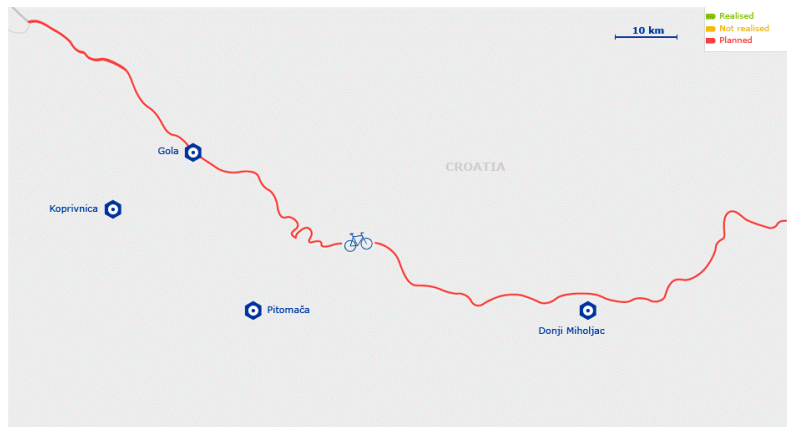 10 km
Realised
Not realised
Planned
Gola
CROATIA
Koprivnica
Pitomača
Donji Miholjac